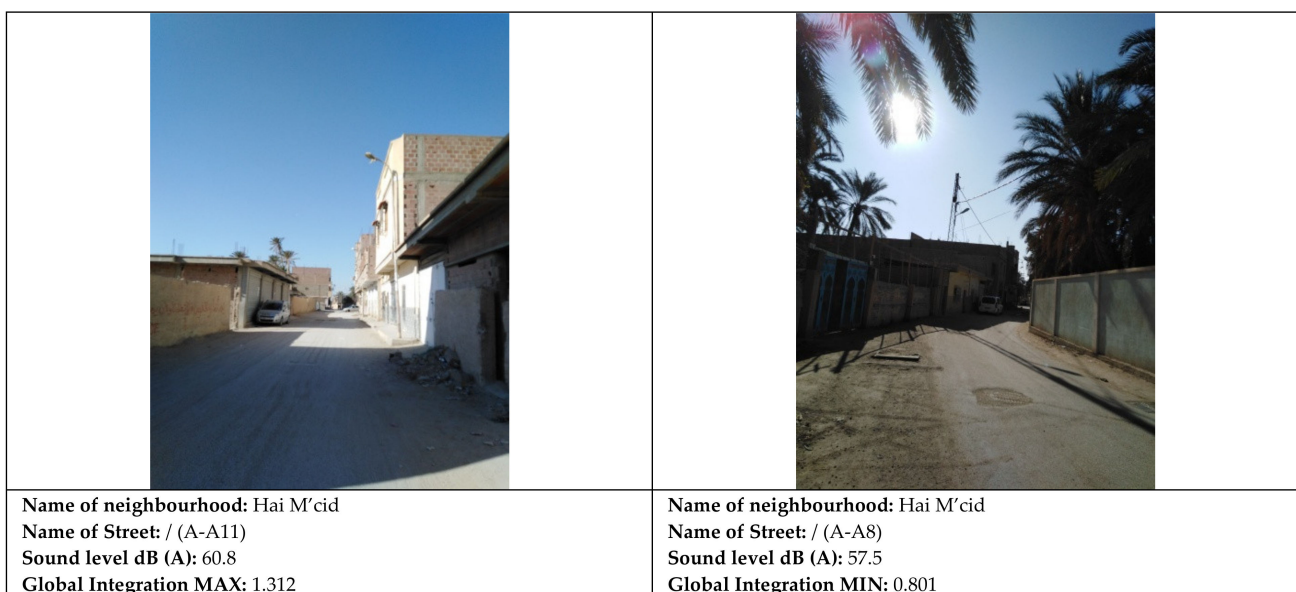 Name of neighbourhood: Hai M'cid
Name of Street: / (A-A11)
Sound level dB (A): 60.8
Global Integration MAX: 1.312
Name of neighbourhood: Hai M'cid
Name of Street: / (A-A8)
Sound level dB (A): 57.5
Global Integration MIN: 0.801